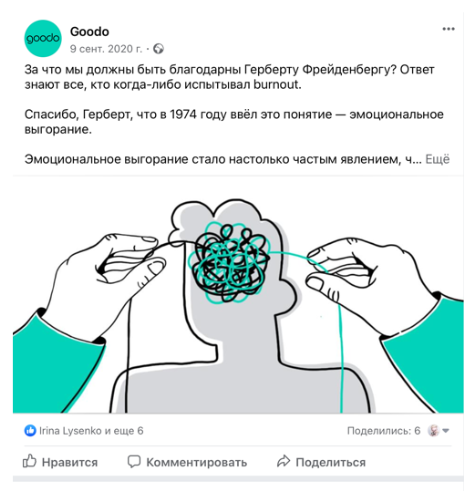 goodo
Goodo
9 сент. 2020 г. ·
За что мы должны быть благодарны Герберту Фрейденбергу? Ответ
знают все, кто когда-либо испытывал burnout.
Спасибо, Герберт, что в 1974 году ввёл это понятие — эмоциональное
выгорание.
Эмоциональное выгорание стало настолько частым явлением, ч... Ещё
Irina Lysenko и еще 6
Поделились: 6
Нравится
Комментировать
Поделиться